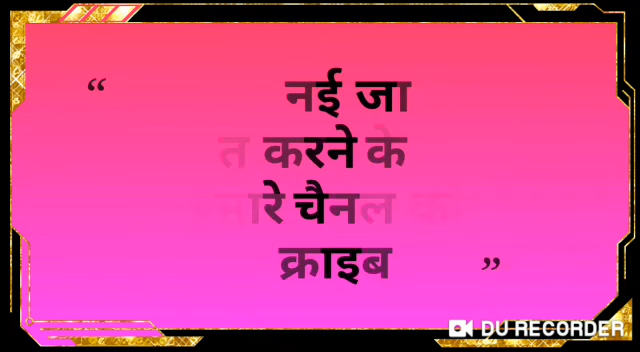 “ नई जा
त करने के
मारे चैनल को
क्राइब ”
DU RECORDER